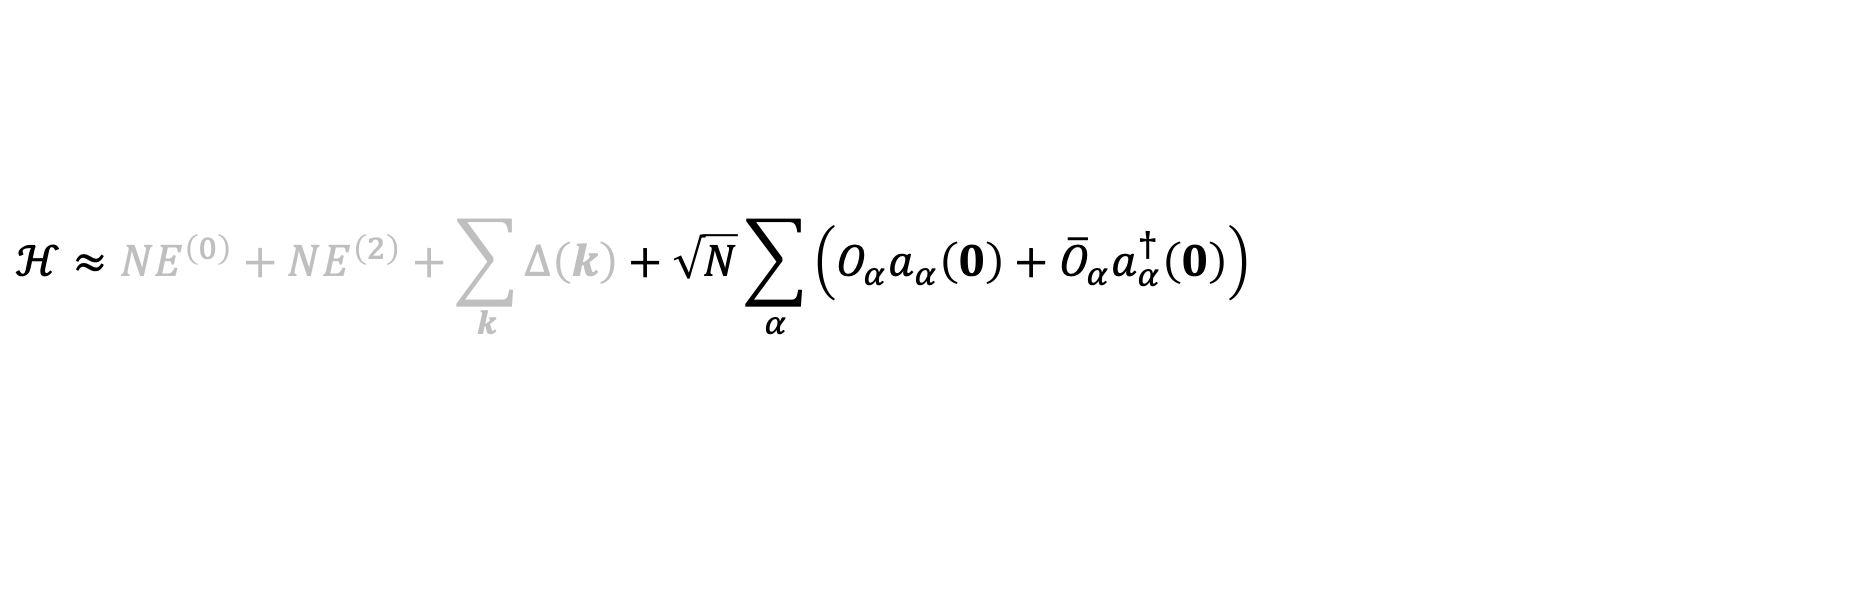 ℋ ≈ NE⁽⁰⁾ + NE⁽²⁾ + ∑_𝒌 Δ(𝒌) + √N ∑_α (O_α a_α(𝟎) + Ō_α a_α^†(𝟎))